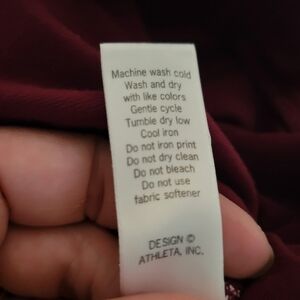 Machine wash cold
Wash and dry
with like colors
Gentle cycle
Tumble dry low
Cool iron
Do not iron print
Do not dry clean
Do not bleach
Do not use
fabric softener
DESIGN ©
ATHLETA, INC.